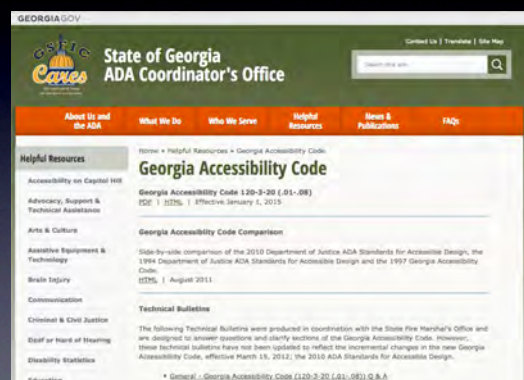 GEORGIAGOV
GSFIC
Cares
State of Georgia
ADA Coordinator's Office
Contact Us | Translate | Site Map
Search this site...
About Us and
the ADA
What We Do
Who We Serve
Helpful
Resources
News &
Publications
FAQs
Helpful Resources
Accessibility on Capitol Hill
Advocacy, Support &
Technical Assistance
Arts & Culture
Assistive Equipment &
Technology
Brain Injury
Communication
Criminal & Civil Justice
Deaf or Hard of Hearing
Disability Statistics
Education
Home » Helpful Resources » Georgia Accessibility Code
Georgia Accessibility Code
Georgia Accessibility Code 120-3-20 (.01-.08)
PDF | HTML | Effective January 1, 2015
Georgia Accessibility Code Comparison
Side-by-side comparison of the 2010 Department of Justice ADA Standards for Accessible Design, the
1994 Department of Justice ADA Standards for Accessible Design and the 1997 Georgia Accessibility
Code.
HTML | August 2011
Technical Bulletins
The following Technical Bulletins were produced in coordination with the State Fire Marshal's Office and
are designed to answer questions and clarify sections of the Georgia Accessibility Code. However,
these technical bulletins have not been updated to reflect the incremental changes in the new Georgia
Accessibility Code, effective March 15, 2012; the 2010 ADA Standards for Accessible Design.
• General - Georgia Accessibility Code (120-3-20 (.01-.08)) Q & A